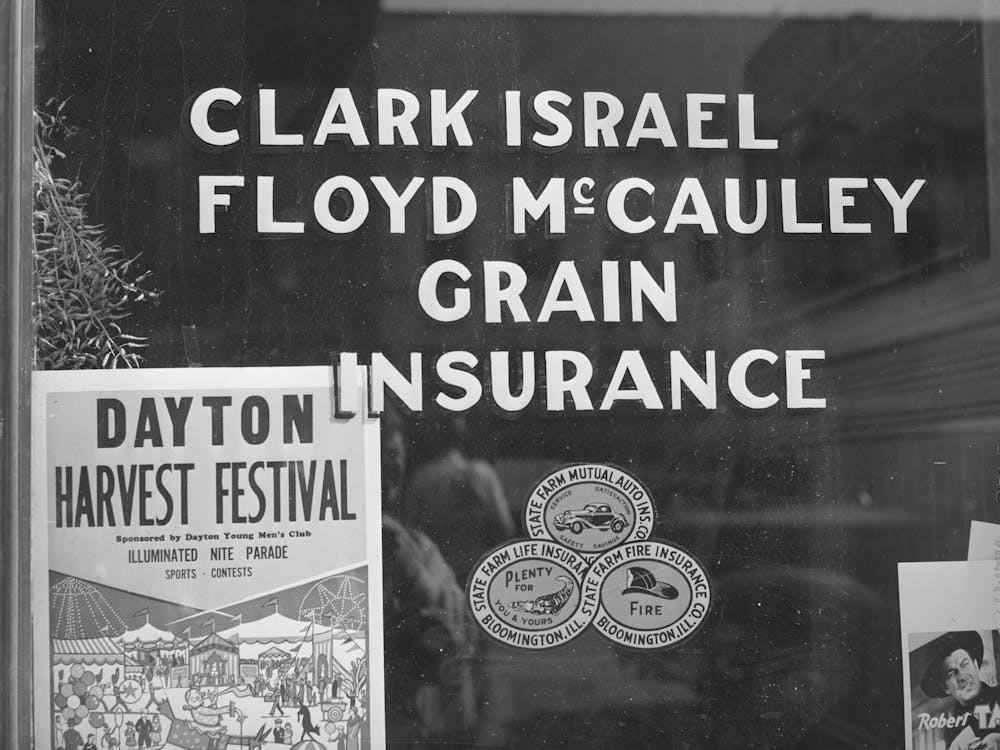 CLARK ISRAEL
FLOYD McCAULEY
GRAIN
INSURANCE
DAYTON
HARVEST FESTIVAL
Sponsored by Dayton Young Men's Club
ILLUMINATED NITE PARADE
SPORTS - CONTESTS
STATE FARM MUTUAL AUTO INS. CO.
SERVICE SATISFACTION
SAFETY SAVINGS
STATE FARM LIFE INSURANCE CO.
PLENTY
FOR
YOU & YOURS
BLOOMINGTON, ILL.
STATE FARM FIRE INSURANCE CO.
FIRE
BLOOMINGTON, ILL.
Robert TA